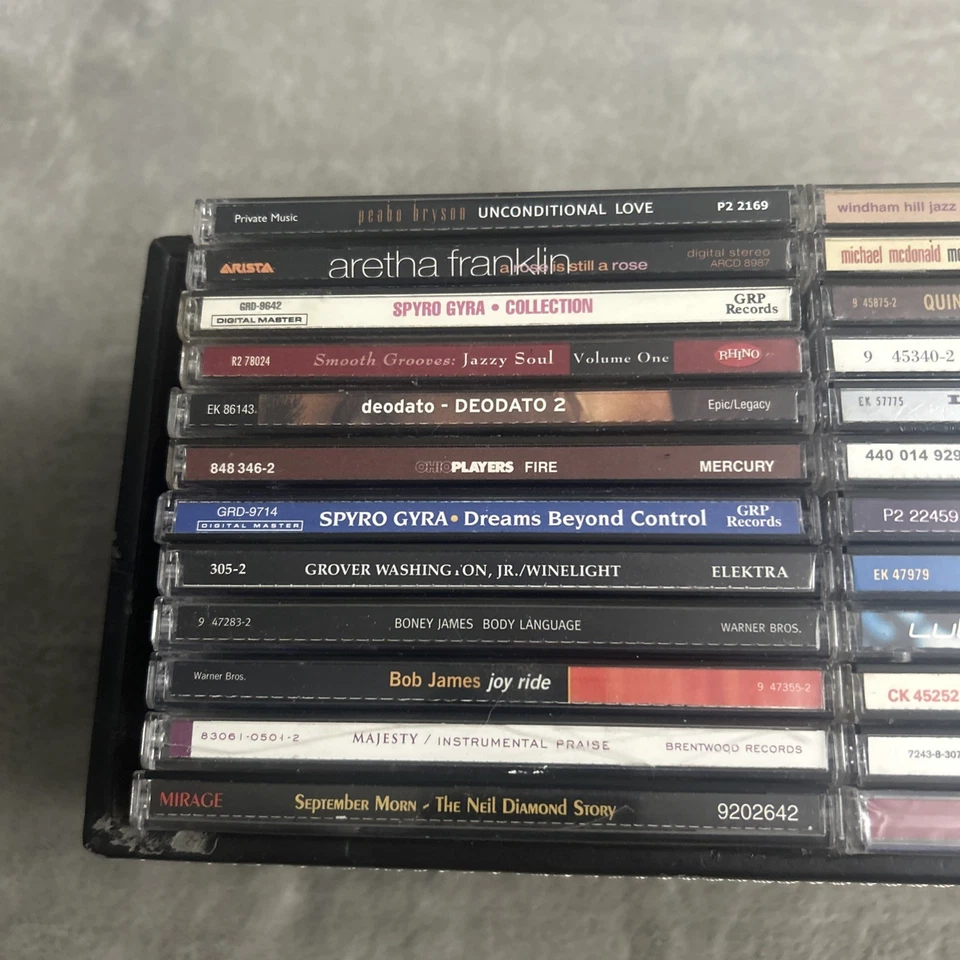 Private Music peabo bryson UNCONDITIONAL LOVE P2 2169
ARISTA aretha franklin a rose is still a rose digital stereo ARCD 8987
GRD-9642 DIGITAL MASTER SPYRO GYRA • COLLECTION GRP Records
R2 78024 Smooth Grooves: Jazzy Soul Volume One RHINO
EK 86143 deodato - DEODATO 2 Epic/Legacy
848 346-2 OHIO PLAYERS FIRE MERCURY
GRD-9714 DIGITAL MASTER SPYRO GYRA • Dreams Beyond Control GRP Records
305-2 GROVER WASHINGTON, JR./WINELIGHT ELEKTRA
9 47283-2 BONEY JAMES BODY LANGUAGE WARNER BROS.
Warner Bros. Bob James joy ride 9 47355-2
83061-0501-2 MAJESTY / INSTRUMENTAL PRAISE BRENTWOOD RECORDS
MIRAGE SEPTEMBER MORN - THE NEIL DIAMOND STORY 9202642
windham hill jazz
michael mcdonald
9 45875-2 QUIN
9 45340-2
EK 57775
440 014 929
P2 22459
EK 47979
LU
CK 45252
7243-8-307